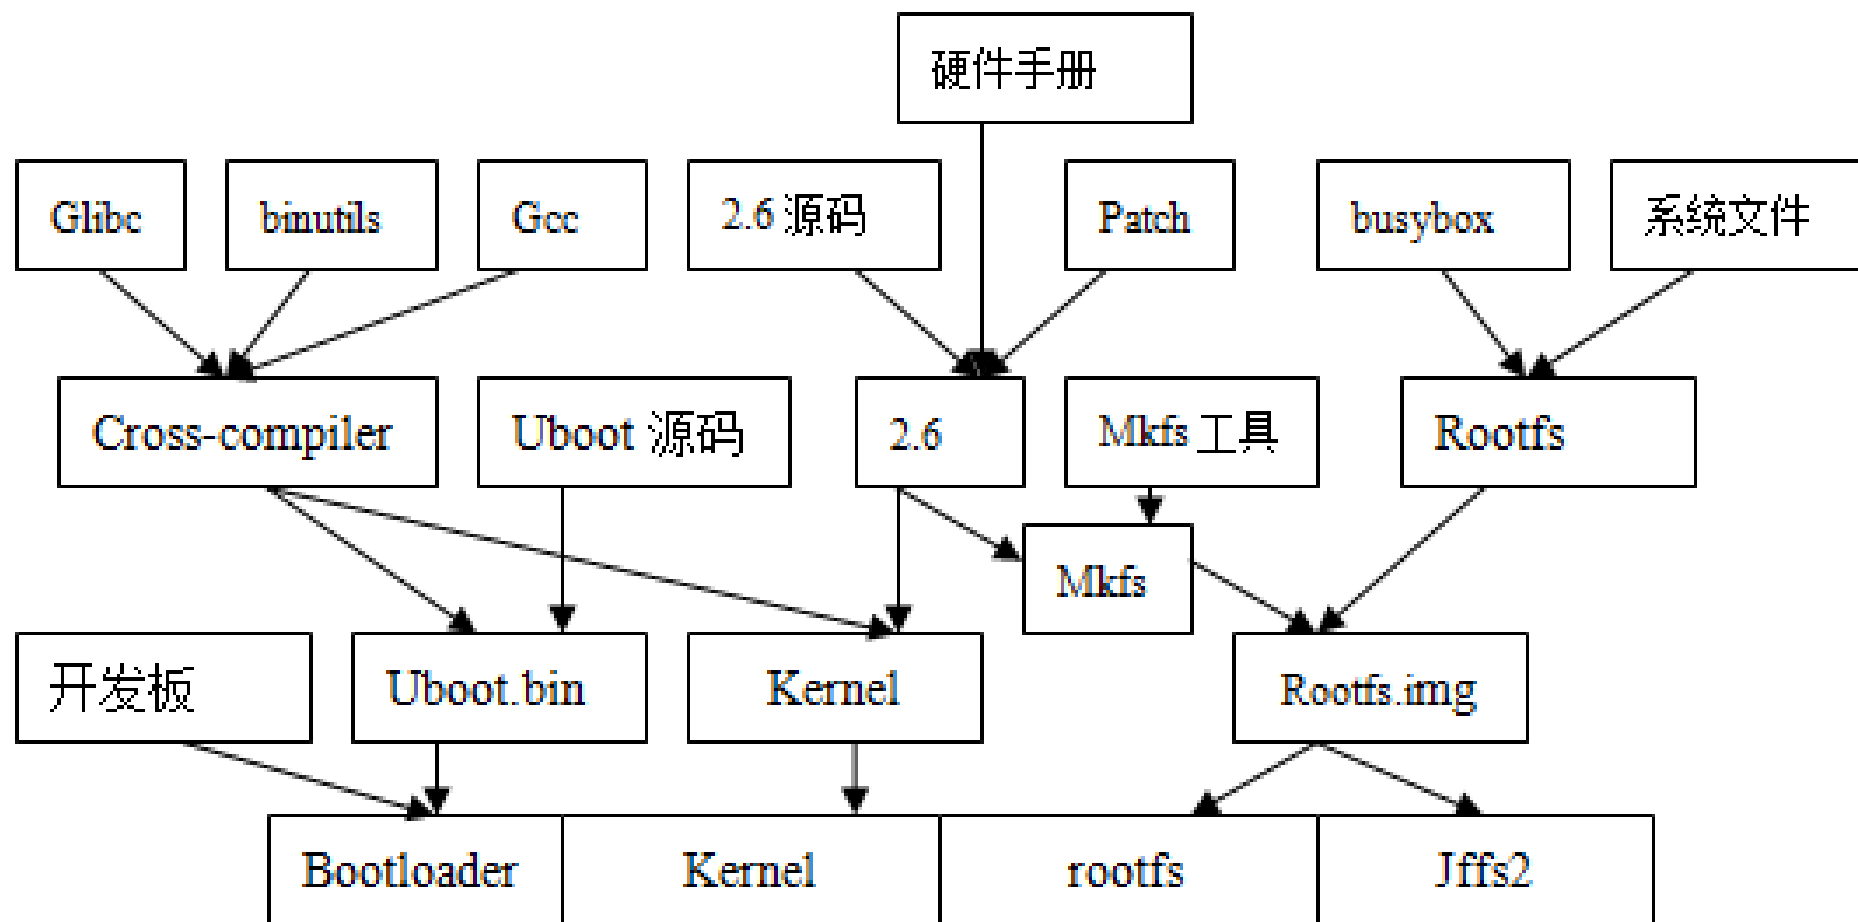 硬件手册
Glibc
binutils
Gcc
2.6 源码
Patch
busybox
系统文件
Cross-compiler
Uboot 源码
2.6
Mkfs 工具
Rootfs
Mkfs
开发板
Uboot.bin
Kernel
Rootfs.img
Bootloader
Kernel
rootfs
Jffs2